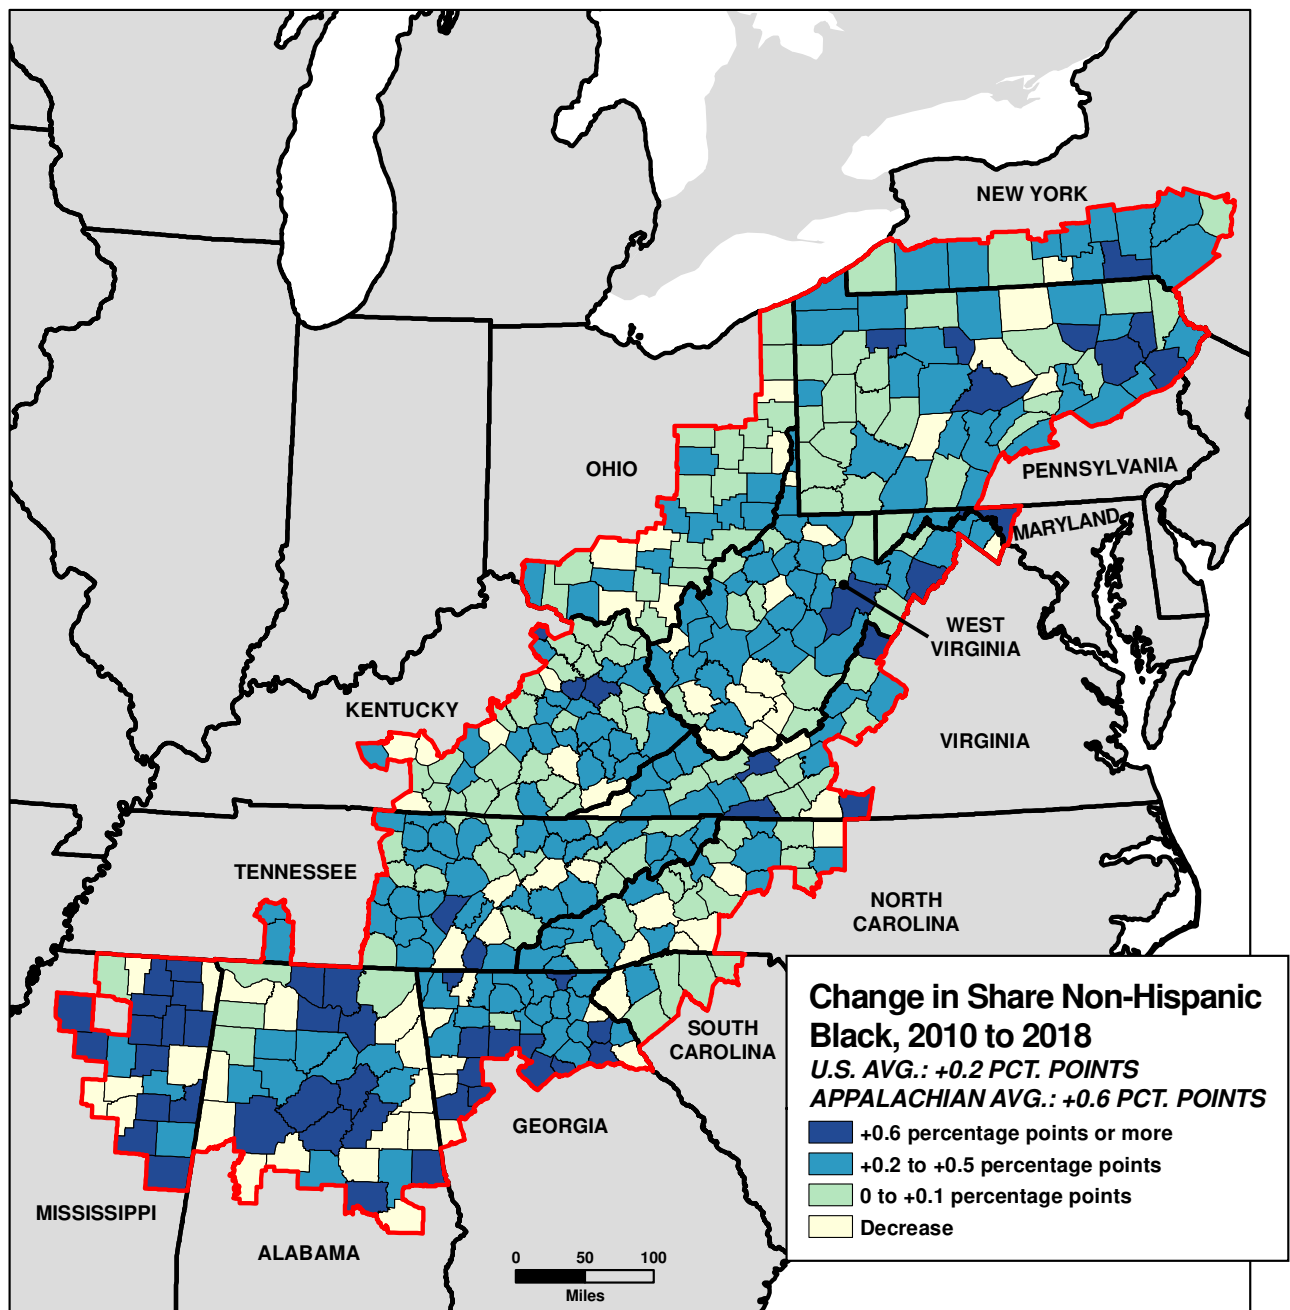 NEW YORK
OHIO
PENNSYLVANIA
MARYLAND
WEST
VIRGINIA
KENTUCKY
VIRGINIA
TENNESSEE
NORTH
CAROLINA
SOUTH
CAROLINA
GEORGIA
MISSISSIPPI
ALABAMA
0 50 100
Miles
Change in Share Non-Hispanic
Black, 2010 to 2018
U.S. AVG.: +0.2 PCT. POINTS
APPALACHIAN AVG.: +0.6 PCT. POINTS
+0.6 percentage points or more
+0.2 to +0.5 percentage points
0 to +0.1 percentage points
Decrease